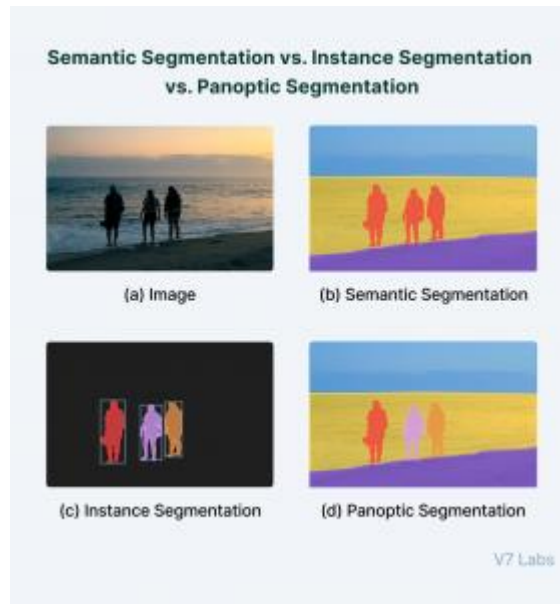 Semantic Segmentation vs. Instance Segmentation
vs. Panoptic Segmentation
(a) Image
(b) Semantic Segmentation
(c) Instance Segmentation
(d) Panoptic Segmentation
V7 Labs